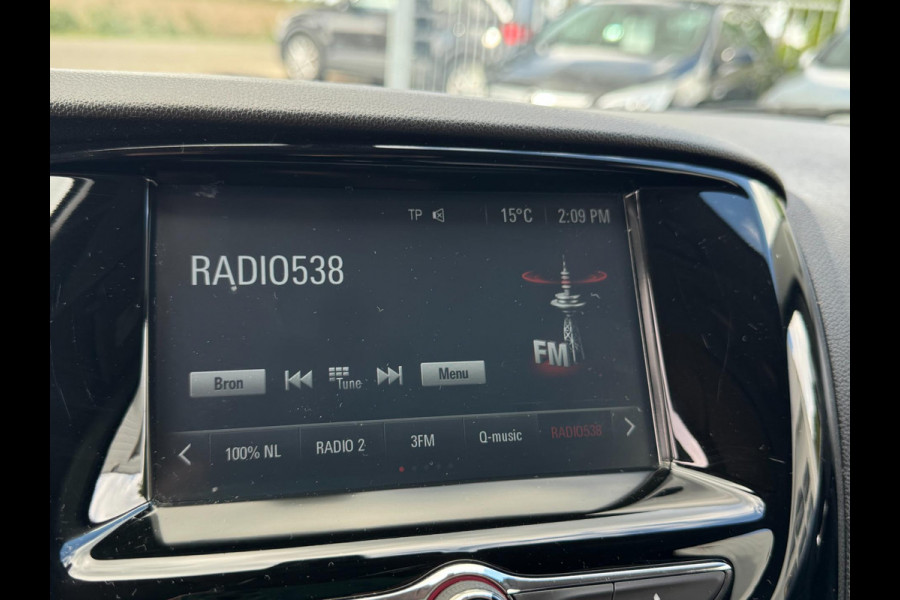 TP 15°C 2:09 PM
RADIO538
FM
Bron Tune Menu
100% NL RADIO 2 3FM Q-music RADIO538